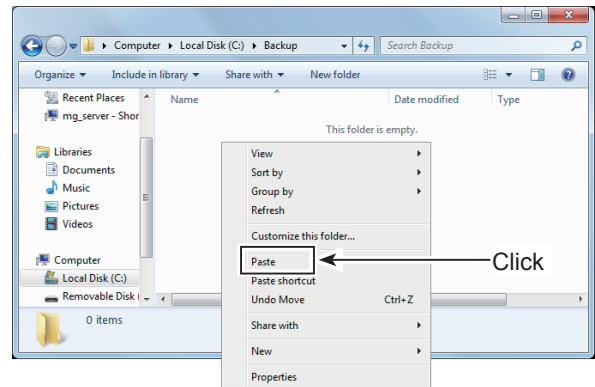 Computer Local Disk (C:) Backup Search Backup
Organize Include in library Share with New folder
Recent Places
mg_server - Shor
Libraries
Documents
Music
Pictures
Videos
Computer
Local Disk (C:)
Removable Disk
Name Date modified Type
This folder is empty.
View
Sort by
Group by
Refresh
Customize this folder...
Paste
Paste shortcut
Undo Move Ctrl+Z
Share with
New
Properties
Click
0 items